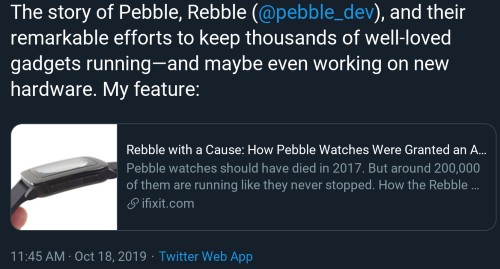 The story of Pebble, Rebble (@pebble_dev), and their
remarkable efforts to keep thousands of well-loved
gadgets running—and maybe even working on new
hardware. My feature:
Rebble with a Cause: How Pebble Watches Were Granted an A...
Pebble watches should have died in 2017. But around 200,000
of them are running like they never stopped. How the Rebble ...
ifixit.com
11:45 AM · Oct 18, 2019 · Twitter Web App